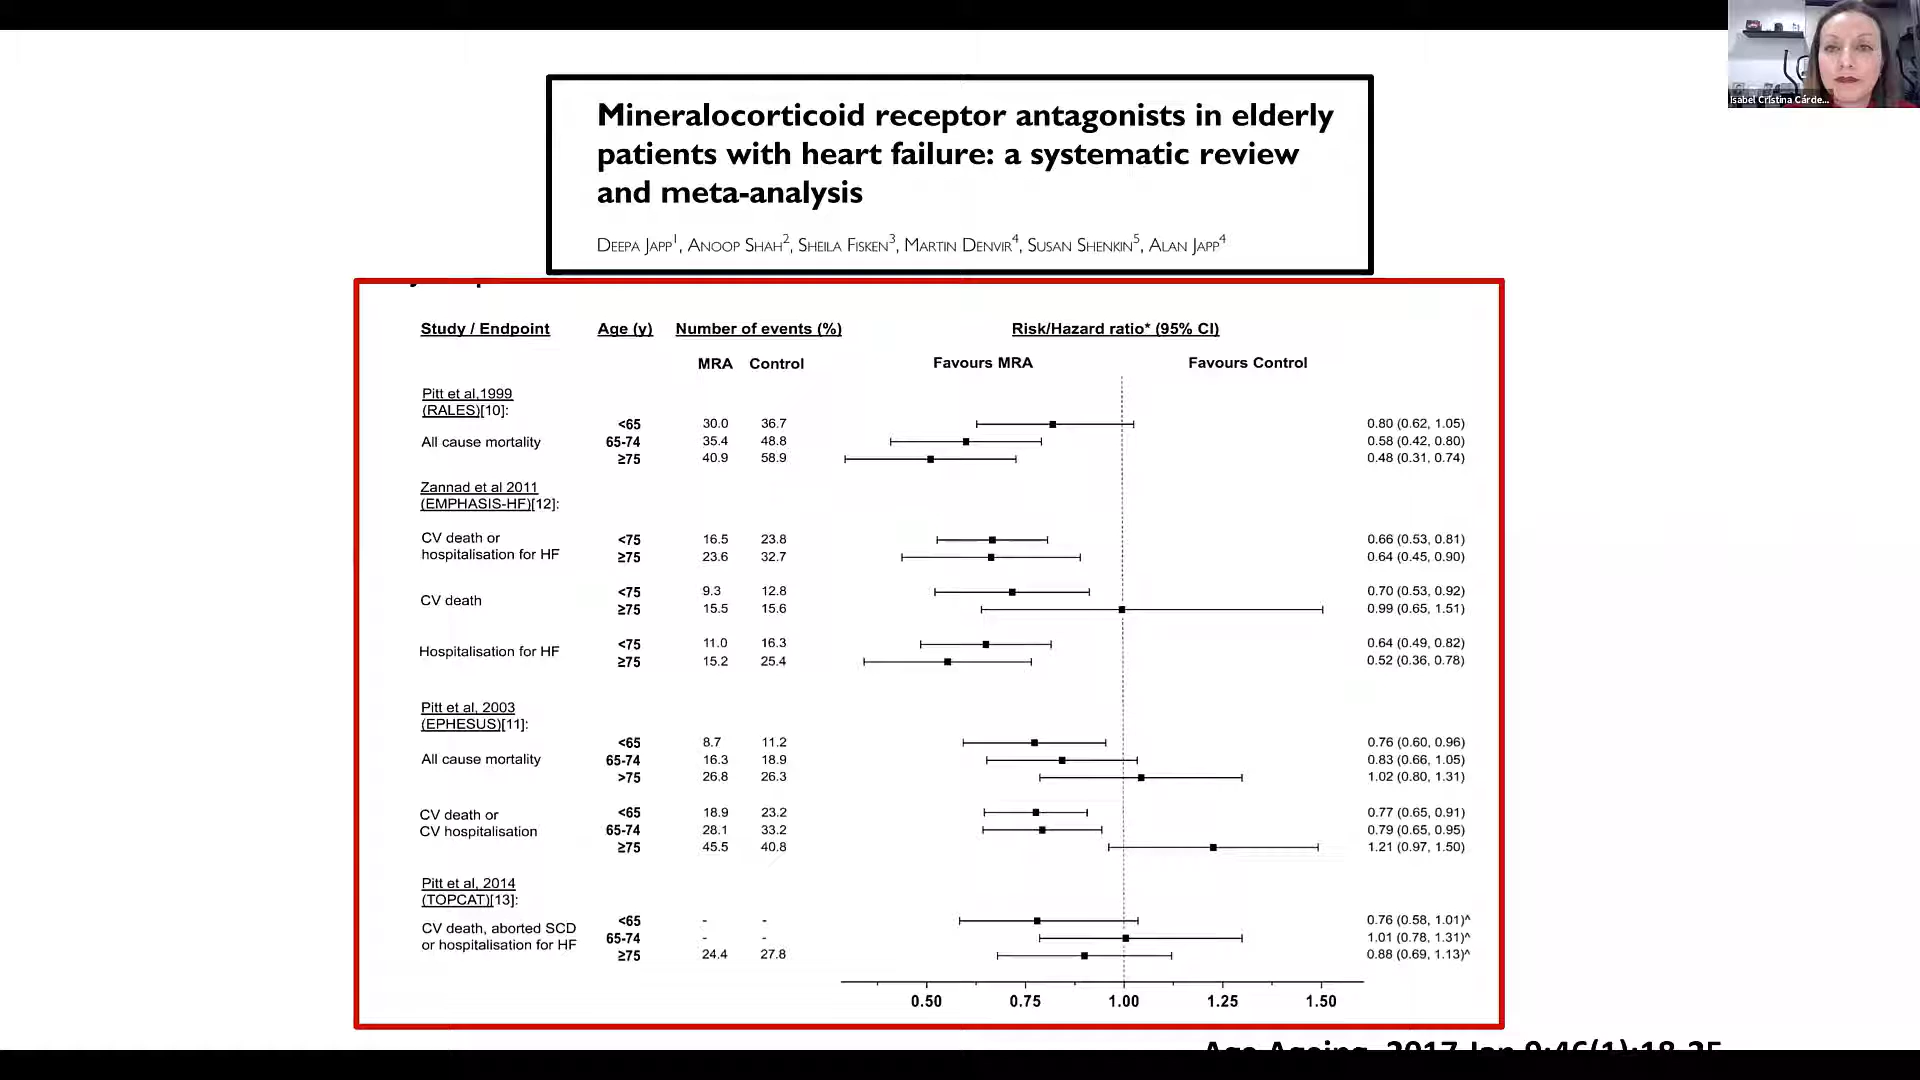 Isabel Cristina Cárde...
Mineralocorticoid receptor antagonists in elderly
patients with heart failure: a systematic review
and meta-analysis
Deepa Japp1, Anoop Shah2, Sheila Fisken3, Martin Denvir4, Susan Shenkin5, Alan Japp4
Study / Endpoint Age (y) Number of events (%) Risk/Hazard ratio* (95% CI)
MRA Control Favours MRA Favours Control
Pitt et al,1999
(RALES)[10]:
<65 30.0 36.7 0.80 (0.62, 1.05)
All cause mortality 65-74 35.4 48.8 0.58 (0.42, 0.80)
≥75 40.9 58.9 0.48 (0.31, 0.74)
Zannad et al 2011
(EMPHASIS-HF)[12]:
CV death or <75 16.5 23.8 0.66 (0.53, 0.81)
hospitalisation for HF ≥75 23.6 32.7 0.64 (0.45, 0.90)
<75 9.3 12.8 0.70 (0.53, 0.92)
CV death
≥75 15.5 15.6 0.99 (0.65, 1.51)
<75 11.0 16.3 0.64 (0.49, 0.82)
Hospitalisation for HF
≥75 15.2 25.4 0.52 (0.36, 0.78)
Pitt et al, 2003
(EPHESUS)[11]:
<65 8.7 11.2 0.76 (0.60, 0.96)
All cause mortality 65-74 16.3 18.9 0.83 (0.66, 1.05)
>75 26.8 26.3 1.02 (0.80, 1.31)
CV death or <65 18.9 23.2 0.77 (0.65, 0.91)
CV hospitalisation 65-74 28.1 33.2 0.79 (0.65, 0.95)
≥75 45.5 40.8 1.21 (0.97, 1.50)
Pitt et al, 2014
(TOPCAT)[13]:
<65 - - 0.76 (0.58, 1.01)^
CV death, aborted SCD
or hospitalisation for HF 65-74 - - 1.01 (0.78, 1.31)^
≥75 24.4 27.8 0.88 (0.69, 1.13)^
0.50 0.75 1.00 1.25 1.50
Age Ageing. 2017 Jan 9;46(1):18-25